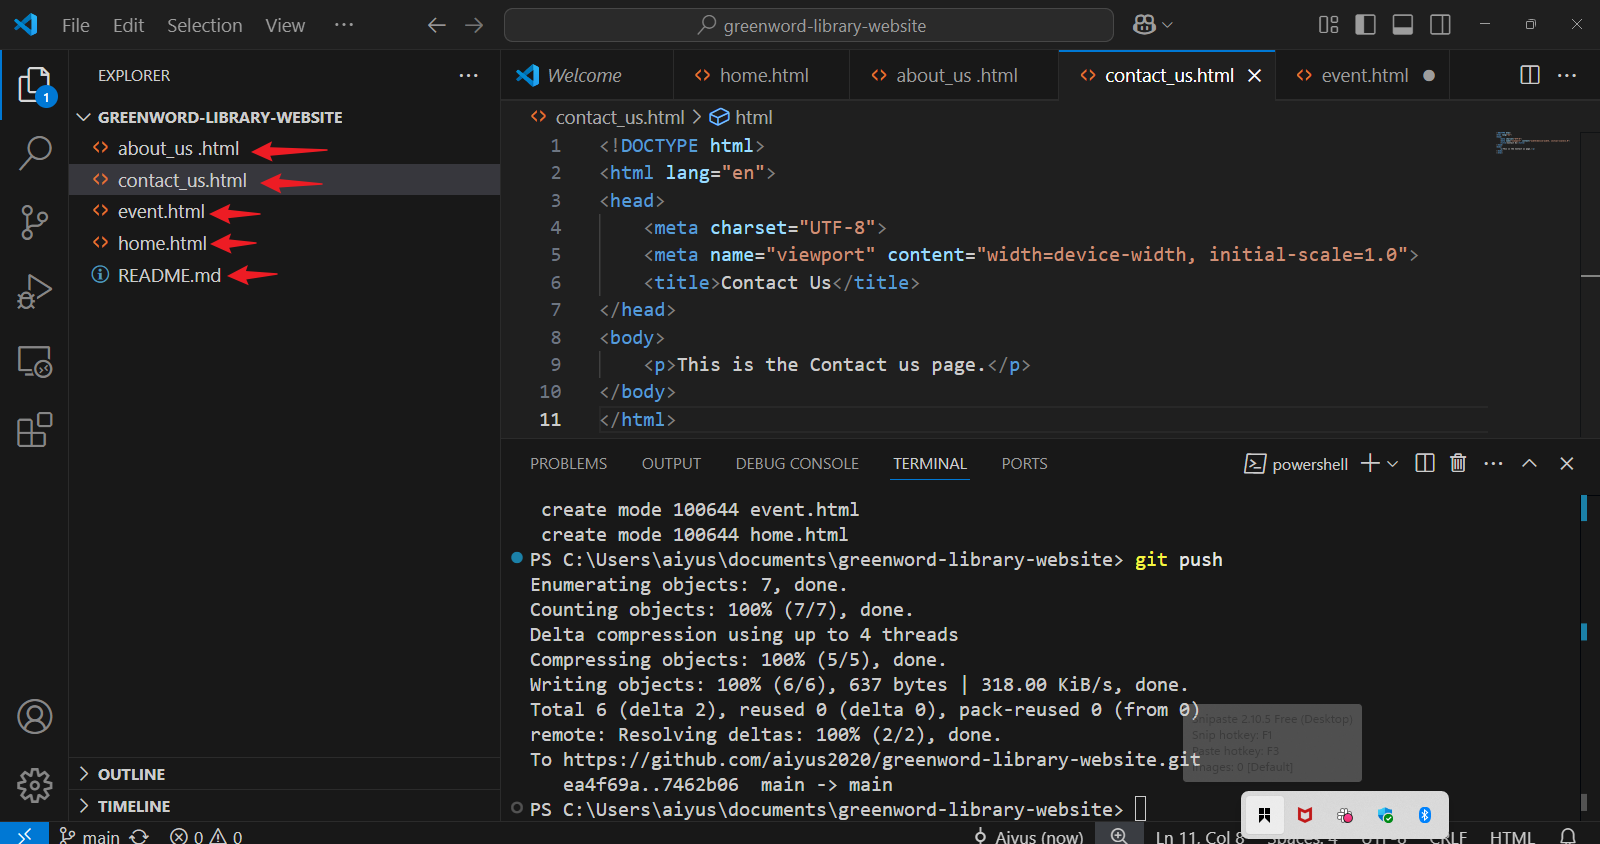 File Edit Selection View ··· greenword-library-website
EXPLORER ···
1
GREENWORD-LIBRARY-WEBSITE
about_us .html
contact_us.html
event.html
home.html
README.md
OUTLINE
TIMELINE
Welcome home.html about_us .html contact_us.html event.html
contact_us.html > html
1 <!DOCTYPE html>
2 <html lang="en">
3 <head>
4 <meta charset="UTF-8">
5 <meta name="viewport" content="width=device-width, initial-scale=1.0">
6 <title>Contact Us</title>
7 </head>
8 <body>
9 <p>This is the Contact us page.</p>
10 </body>
11 </html>
PROBLEMS OUTPUT DEBUG CONSOLE TERMINAL PORTS powershell
create mode 100644 event.html
create mode 100644 home.html
PS C:\Users\aiyus\documents\greenword-library-website> git push
Enumerating objects: 7, done.
Counting objects: 100% (7/7), done.
Delta compression using up to 4 threads
Compressing objects: 100% (5/5), done.
Writing objects: 100% (6/6), 637 bytes | 318.00 KiB/s, done.
Total 6 (delta 2), reused 0 (delta 0), pack-reused 0 (from 0)
remote: Resolving deltas: 100% (2/2), done.
To https://github.com/aiyus2020/greenword-library-website.git
ea4f69a..7462b06 main -> main
PS C:\Users\aiyus\documents\greenword-library-website>
Snipaste 2.10.5 Free (Desktop)
Snip hotkey: F1
Paste hotkey: F3
Images: 0 [Default]
main 0 0 Aiyus (now) Ln 11, Col 8 Spaces: 4 UTF-8 CRLF HTML